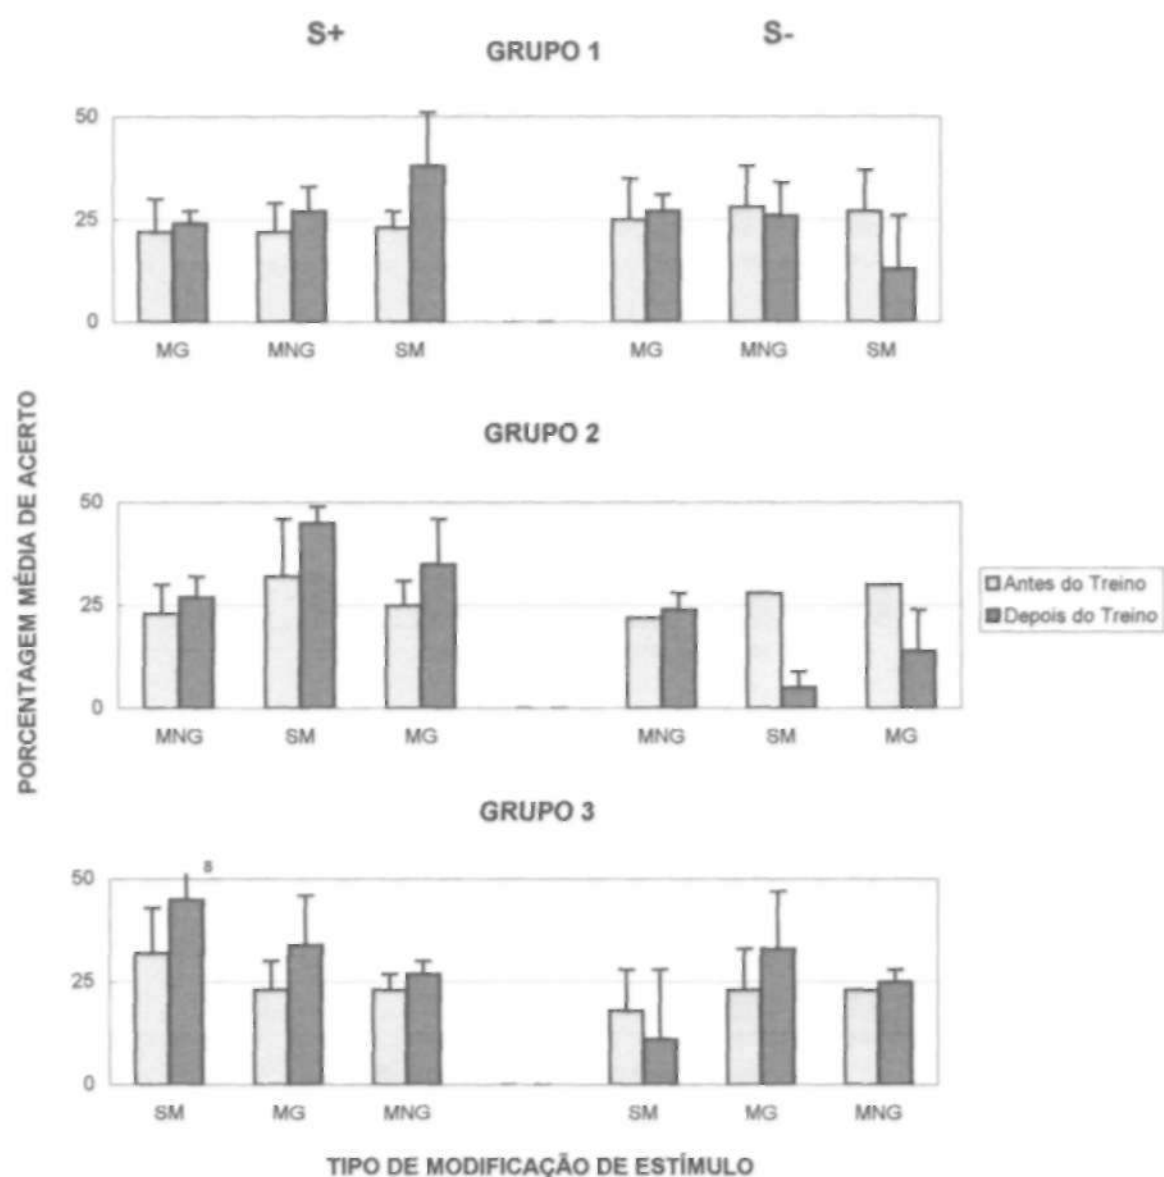 S+ S-
GRUPO 1
50
25
0
MG MNG SM MG MNG SM
PORCENTAGEM MÉDIA DE ACERTO
GRUPO 2
50
25
0
MNG SM MG MNG SM MG
Antes do Treino
Depois do Treino
GRUPO 3
50
25
0
SM MG MNG SM MG MNG
TIPO DE MODIFICAÇÃO DE ESTÍMULO